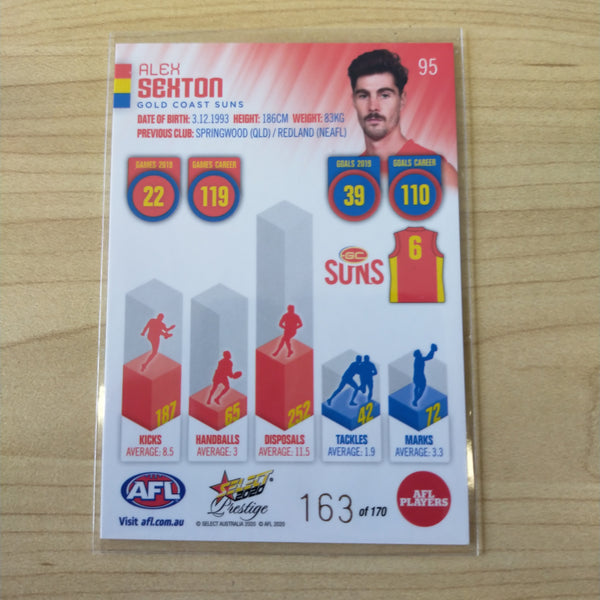 95
ALEX
SEXTON
GOLD COAST SUNS
DATE OF BIRTH: 3.12.1993 HEIGHT: 186CM WEIGHT: 83KG
PREVIOUS CLUB: SPRINGWOOD (QLD) / REDLAND (NEAFL)
GAMES 2019 GAMES CAREER GOALS 2019 GOALS CAREER
22 119 39 110
GC
SUNS
6
187 65 252 42 72
KICKS HANDBALLS DISPOSALS TACKLES MARKS
AVERAGE: 8.5 AVERAGE: 3 AVERAGE: 11.5 AVERAGE: 1.9 AVERAGE: 3.3
AFL
Visit afl.com.au
SELECT
2020
Prestige
© SELECT AUSTRALIA 2020 © AFL 2020
163 of 170
AFL
PLAYERS